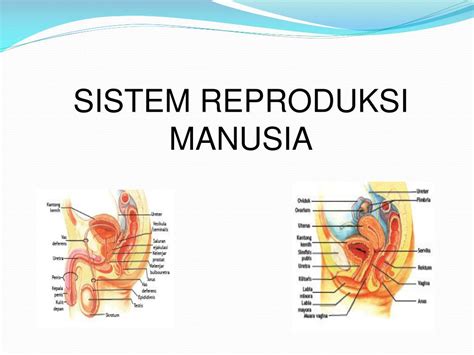 SISTEM REPRODUKSI
MANUSIA
Kantong
kemih
Vas
deferens
Uretra
Penis
Kepala
penis
Kulit
depan
Skrotum
Ureter
Vesikula
Seminalis
Saluran
ejakulasi
Kelenjar
prostat
Kelenjar
bulbouretra
Anus
Vas
deferens
Epididimis
Testis
Oviduk
Ovarium
Uterus
Kantong
kemih
Simfisis
pubis
Uretra
Klitoris
Labia
mayora
Labia
minora
Muara vagina
Ureter
Fimbria
Serviks
Rektum
Vagina
Anus